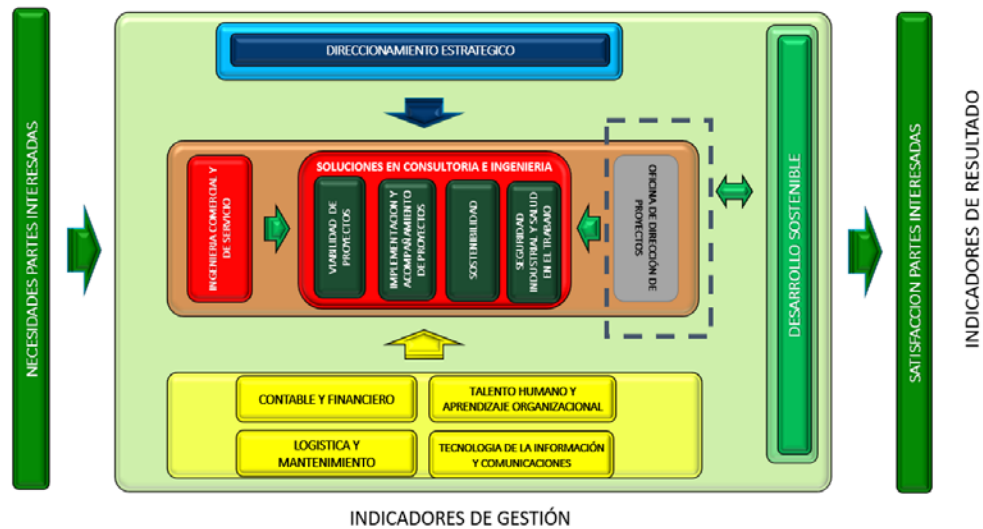 NECESIDADES PARTES INTERESADAS
DIRECCIONAMIENTO ESTRATEGICO
INGENIERIA COMERCIAL Y
DE SERVICIO
SOLUCIONES EN CONSULTORIA E INGENIERIA
VIABILIDAD DE
PROYECTOS
IMPLEMENTACION Y
ACOMPAÑAMIENTO
DE PROYECTOS
SOSTENIBILIDAD
SEGURIDAD
INDUSTRIAL Y SALUD
EN EL TRABAJO
OFICINA DE DIRECCIÓN DE
PROYECTOS
DESARROLLO SOSTENIBLE
SATISFACCION PARTES INTERESADAS
INDICADORES DE RESULTADO
CONTABLE Y FINANCIERO
TALENTO HUMANO Y
APRENDIZAJE ORGANIZACIONAL
LOGISTICA Y
MANTENIMIENTO
TECNOLOGIA DE LA INFORMACIÓN
Y COMUNICACIONES
INDICADORES DE GESTIÓN